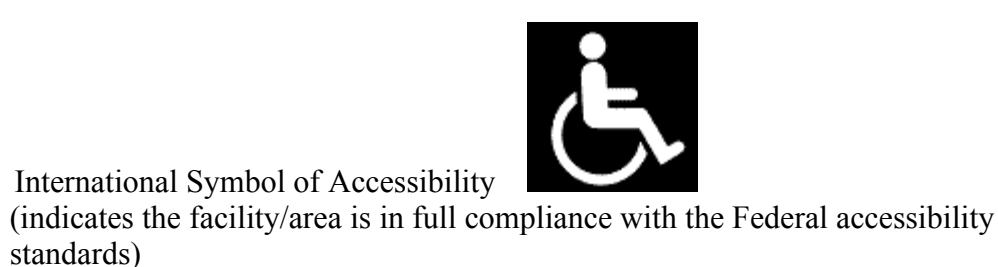 International Symbol of Accessibility
(indicates the facility/area is in full compliance with the Federal accessibility
standards)